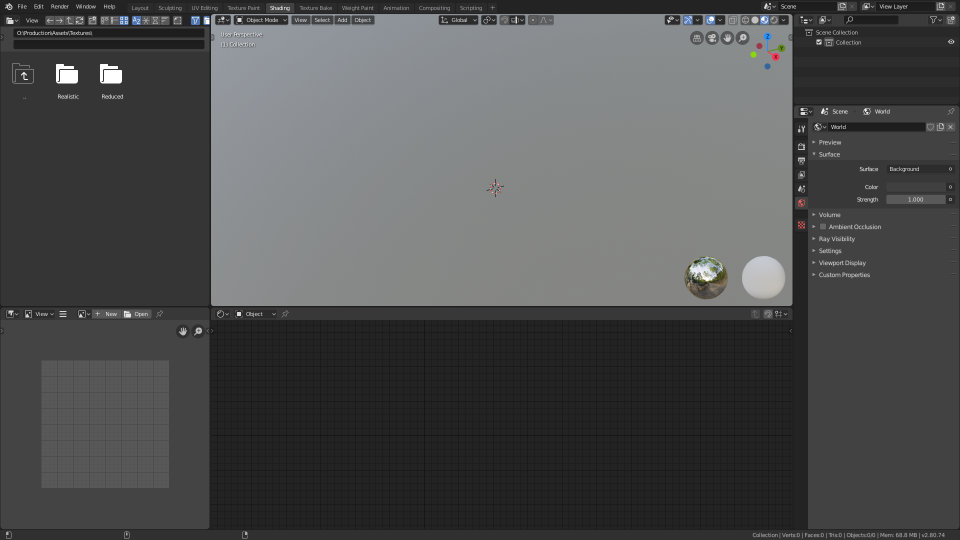 File Edit Render Window Help
Layout Sculpting UV Editing Texture Paint Shading Texture Bake Weight Paint Animation Compositing Scripting +
Scene
View Layer
View
Object Mode
View Select Add Object
Global
O:\Production\Assets\Textures\
..
Realistic
Reduced
User Perspective
(1) Collection
Z
Y
X
Scene Collection
Collection
Scene
World
World
Preview
Surface
Surface Background
Color
Strength 1.000
Volume
Ambient Occlusion
Ray Visibility
Settings
Viewport Display
Custom Properties
View
New
Open
Object
Collection | Verts:0 | Faces:0 | Tris:0 | Objects:0/0 | Mem: 68.8 MB | v2.80.74